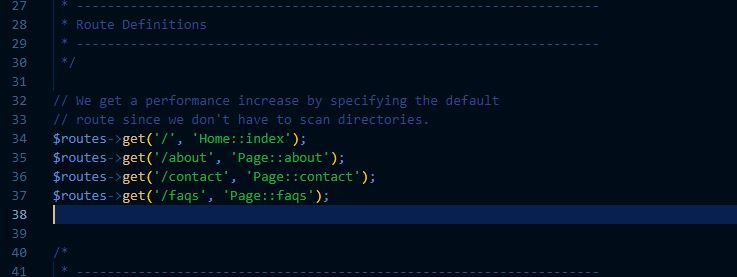 27 * --------------------------------------------------------------------
28 * Route Definitions
29 * --------------------------------------------------------------------
30 */
31
32 // We get a performance increase by specifying the default
33 // route since we don't have to scan directories.
34 $routes->get('/', 'Home::index');
35 $routes->get('/about', 'Page::about');
36 $routes->get('/contact', 'Page::contact');
37 $routes->get('/faqs', 'Page::faqs');
38
39
40 /*
41 * --------------------------------------------------------------------